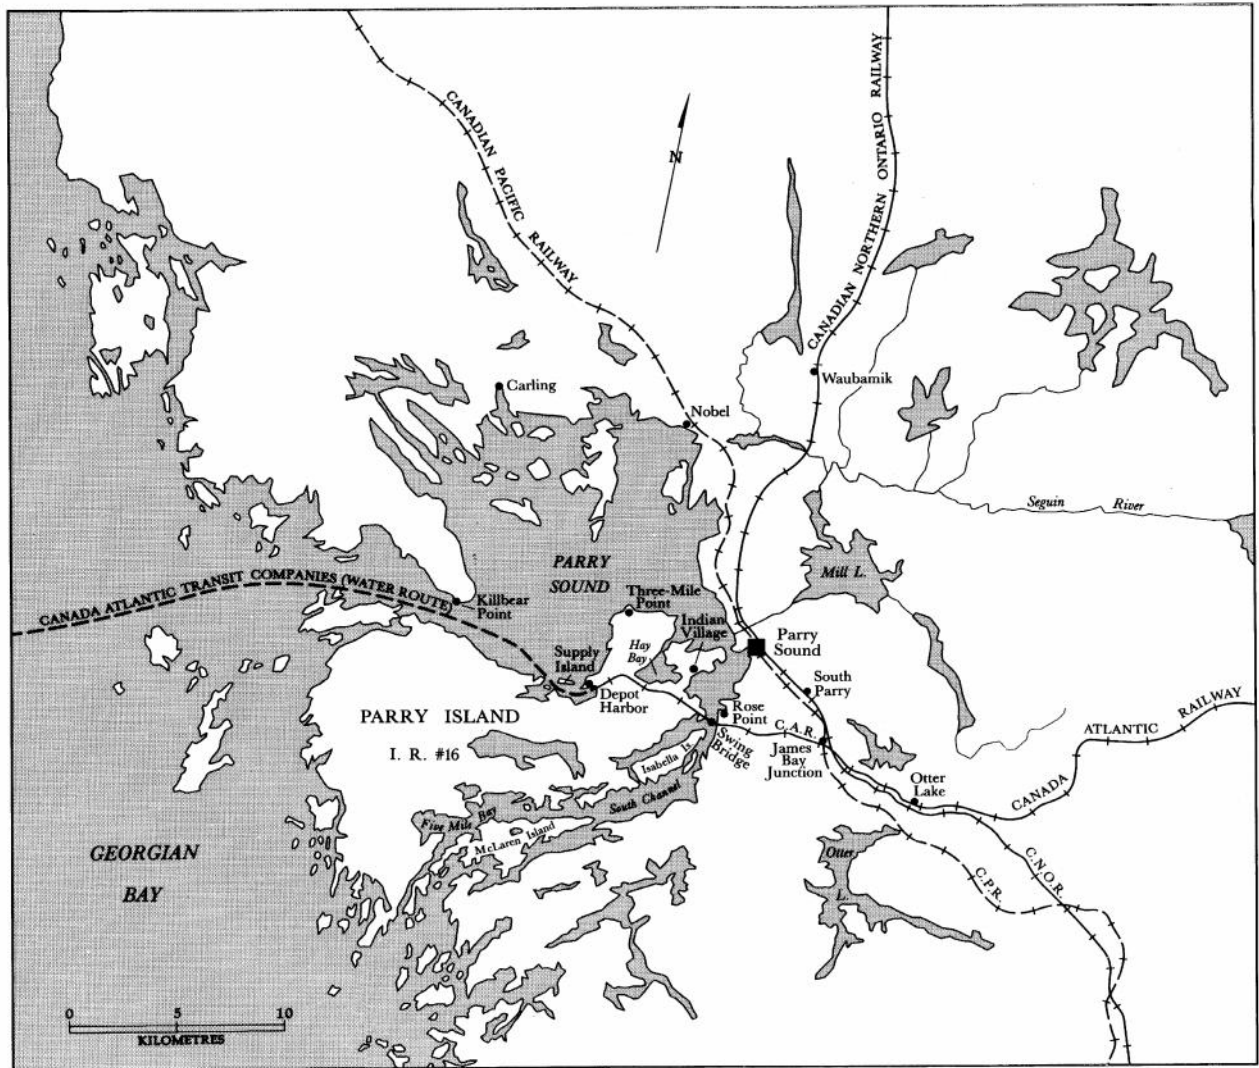 CANADIAN PACIFIC RAILWAY
CANADIAN NORTHERN ONTARIO RAILWAY
N
Carling
Nobel
Waubamik
Seguin River
PARRY
SOUND
Mill L.
CANADA ATLANTIC TRANSIT COMPANIES (WATER ROUTE)
Killbear
Point
Three-Mile
Point
Indian
Village
Hay
Bay
Supply
Island
Depot
Harbor
Parry
Sound
South
Parry
Rose
Point
C.A.R.
Swing
Bridge
James
Bay
Junction
PARRY ISLAND
I. R. #16
Isabella Is.
South Channel
Five Mile Bay
McLaren Island
Otter
Lake
CANADA ATLANTIC RAILWAY
Otter
L.
C.N.O.R.
C.P.R.
GEORGIAN
BAY
0 5 10
KILOMETRES